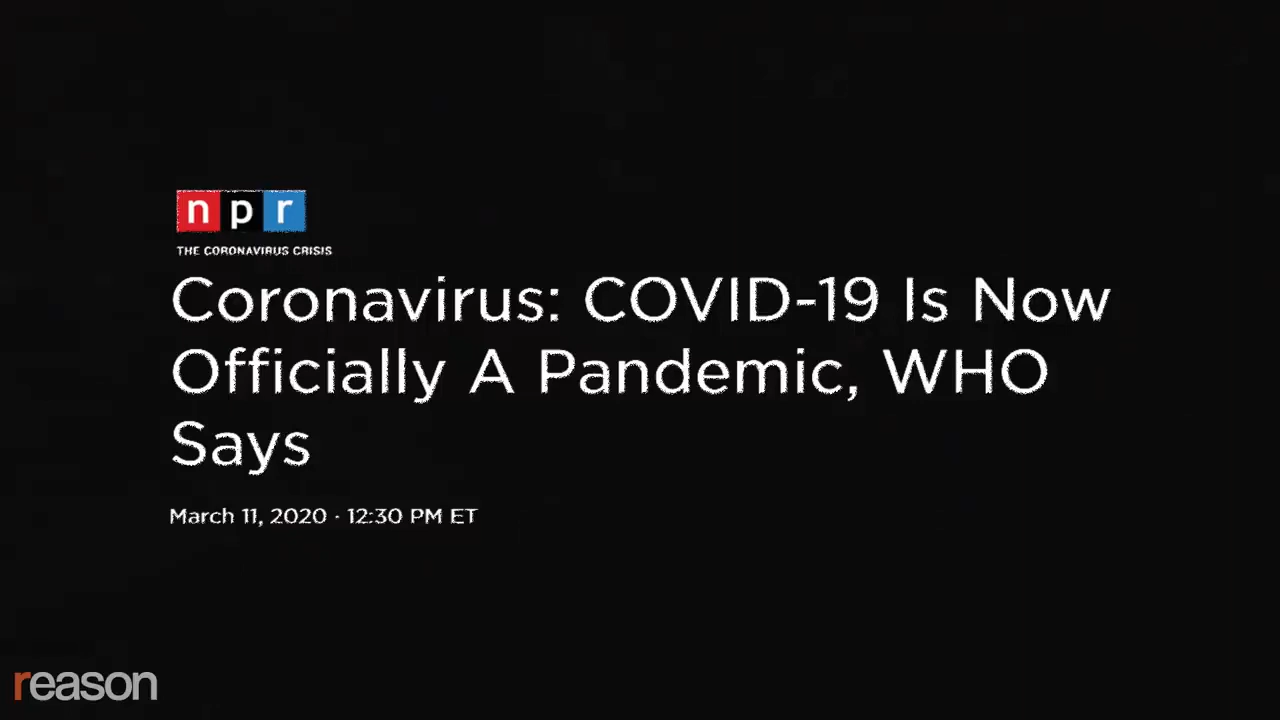 npr
THE CORONAVIRUS CRISIS
Coronavirus: COVID-19 Is Now
Officially A Pandemic, WHO
Says
March 11, 2020 · 12:30 PM ET
reason